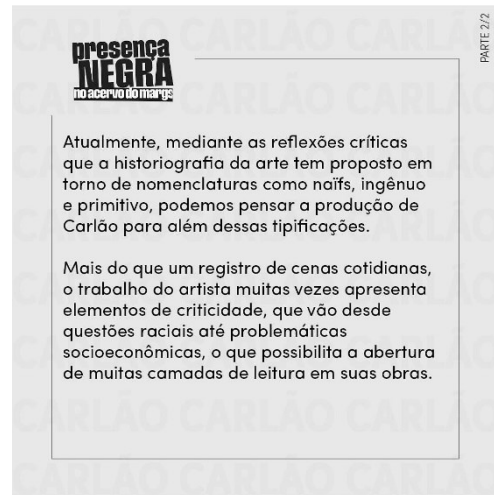 PARTE 2/2
presença
NEGRA
no acervo do margs
Atualmente, mediante as reflexões críticas
que a historiografia da arte tem proposto em
torno de nomenclaturas como naïfs, ingênuo
e primitivo, podemos pensar a produção de
Carlão para além dessas tipificações.
Mais do que um registro de cenas cotidianas,
o trabalho do artista muitas vezes apresenta
elementos de criticidade, que vão desde
questões raciais até problemáticas
socioeconômicas, o que possibilita a abertura
de muitas camadas de leitura em suas obras.
CARLÃO CARLÃO CARLÃO